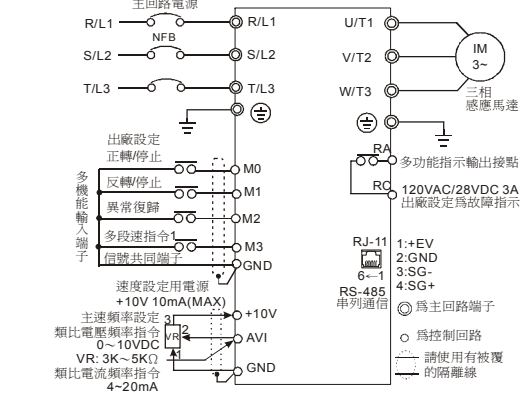 主回路電源
R/L1
R/L1
NFB
S/L2
S/L2
T/L3
T/L3
U/T1
V/T2
W/T3
IM
3~
三相
感應馬達
出廠設定
正轉/停止
M0
反轉/停止
M1
異常復歸
M2
多段速指令1
M3
信號共同端子
GND
多機能輸入端子
速度設定用電源
+10V 10mA(MAX)
+10V
主速頻率設定
3
類比電壓頻率指令
2
VR
AVI
0～10VDC
VR: 3K～5KΩ
1
類比電流頻率指令
GND
4~20mA
RA
多功能指示輸出接點
RC
120VAC/28VDC 3A
出廠設定爲故障指示
RJ-11
6←1
RS-485
串列通信
1:+EV
2:GND
3:SG-
4:SG+
爲主回路端子
爲控制回路
請使用有被覆
的隔離線